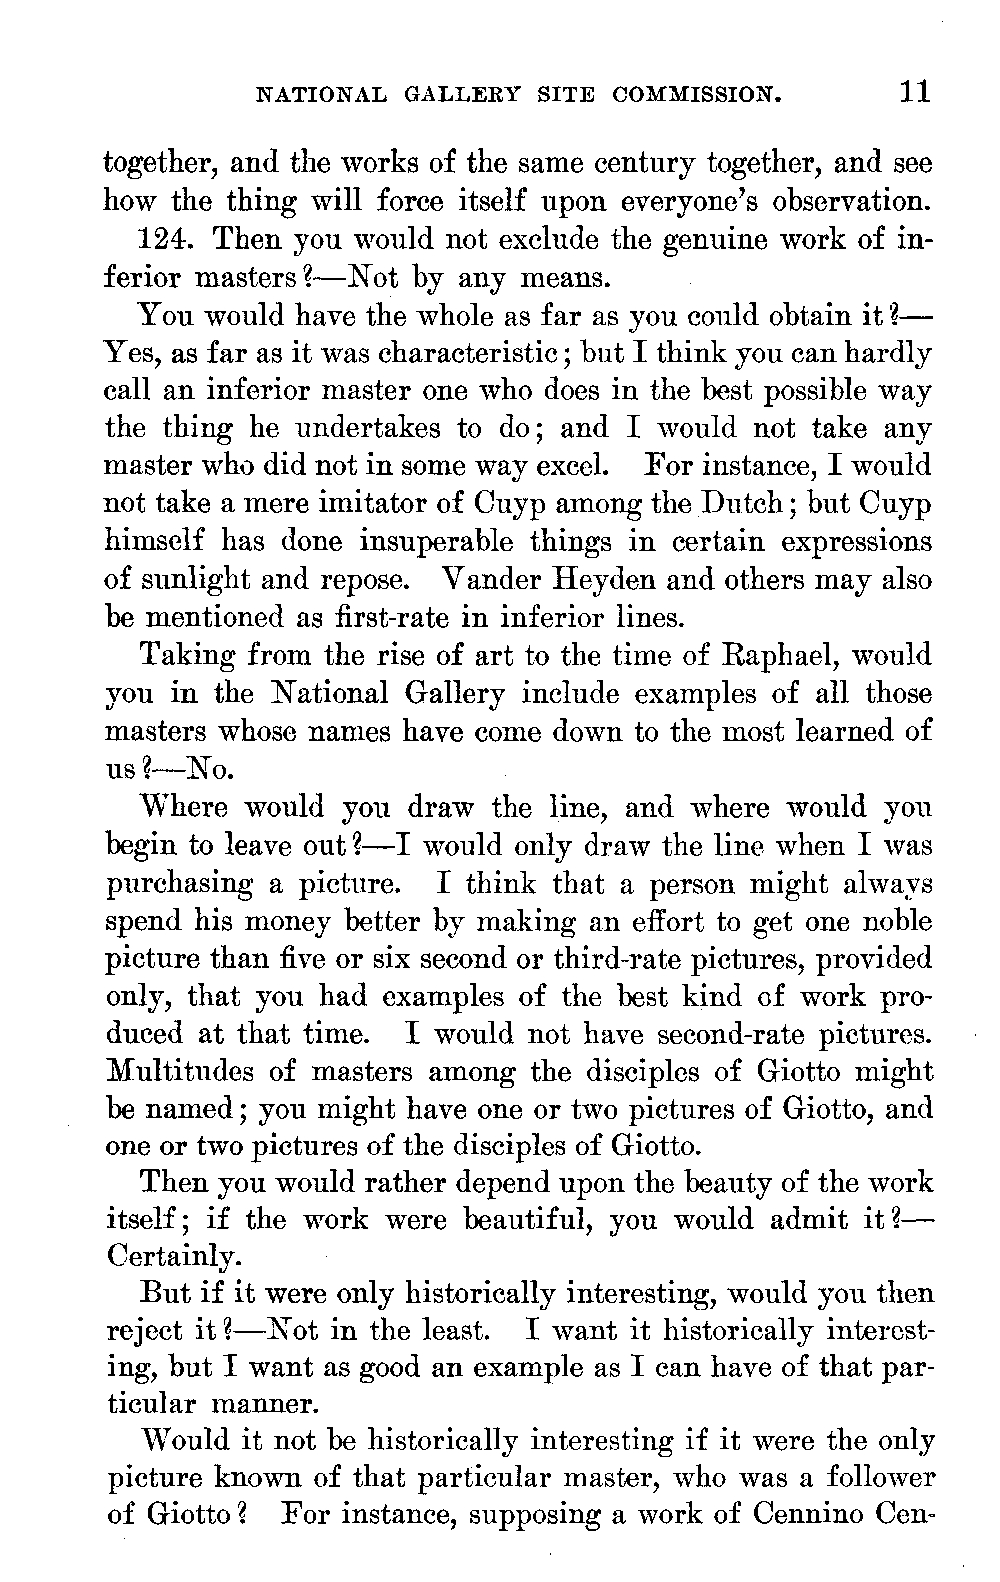 NATIONAL GALLERY SITE COMMISSION. 11
together, and the works of the same century together, and see
how the thing will force itself upon everyone's observation.
124. Then you would not exclude the genuine work of in-
ferior masters?—Not by any means.
You would have the whole as far as you could obtain it?—
Yes, as far as it was characteristic; but I think you can hardly
call an inferior master one who does in the best possible way
the thing he undertakes to do; and I would not take any
master who did not in some way excel. For instance, I would
not take a mere imitator of Cuyp among the Dutch; but Cuyp
himself has done insuperable things in certain expressions
of sunlight and repose. Vander Heyden and others may also
be mentioned as first-rate in inferior lines.
Taking from the rise of art to the time of Raphael, would
you in the National Gallery include examples of all those
masters whose names have come down to the most learned of
us?—No.
Where would you draw the line, and where would you
begin to leave out?—I would only draw the line when I was
purchasing a picture. I think that a person might always
spend his money better by making an effort to get one noble
picture than five or six second or third-rate pictures, provided
only, that you had examples of the best kind of work pro-
duced at that time. I would not have second-rate pictures.
Multitudes of masters among the disciples of Giotto might
be named; you might have one or two pictures of Giotto, and
one or two pictures of the disciples of Giotto.
Then you would rather depend upon the beauty of the work
itself; if the work were beautiful, you would admit it?—
Certainly.
But if it were only historically interesting, would you then
reject it?—Not in the least. I want it historically interest-
ing, but I want as good an example as I can have of that par-
ticular manner.
Would it not be historically interesting if it were the only
picture known of that particular master, who was a follower
of Giotto? For instance, supposing a work of Cennino Cen-